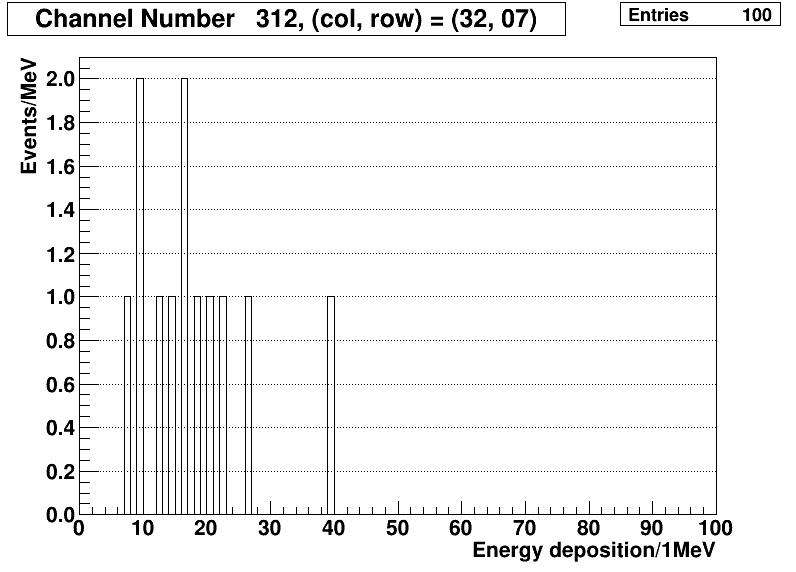 Channel Number 312, (col, row) = (32, 07)
Entries 100
Events/MeV
2.0
1.8
1.6
1.4
1.2
1.0
0.8
0.6
0.4
0.2
0.0
0 10 20 30 40 50 60 70 80 90 100
Energy deposition/1MeV